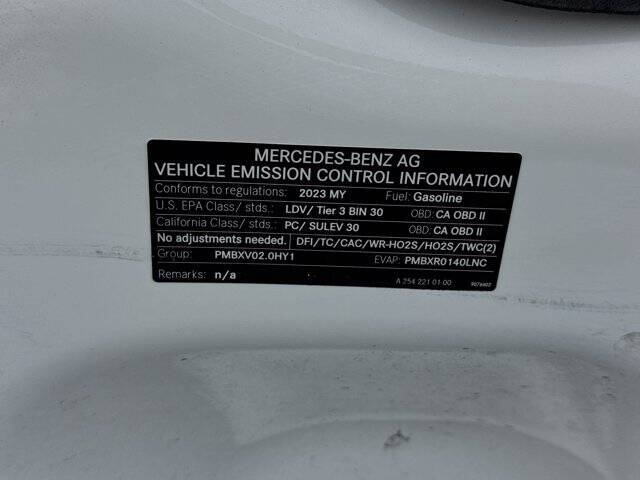 MERCEDES-BENZ AG
VEHICLE EMISSION CONTROL INFORMATION
Conforms to regulations: 2023 MY Fuel: Gasoline
U.S. EPA Class/ stds.: LDV/ Tier 3 BIN 30 OBD: CA OBD II
California Class/ stds.: PC/ SULEV 30 OBD: CA OBD II
No adjustments needed. DFI/TC/CAC/WR-HO2S/HO2S/TWC(2)
Group: PMBXV02.0HY1 EVAP: PMBXR0140LNC
Remarks: n/a A 254 221 01 00